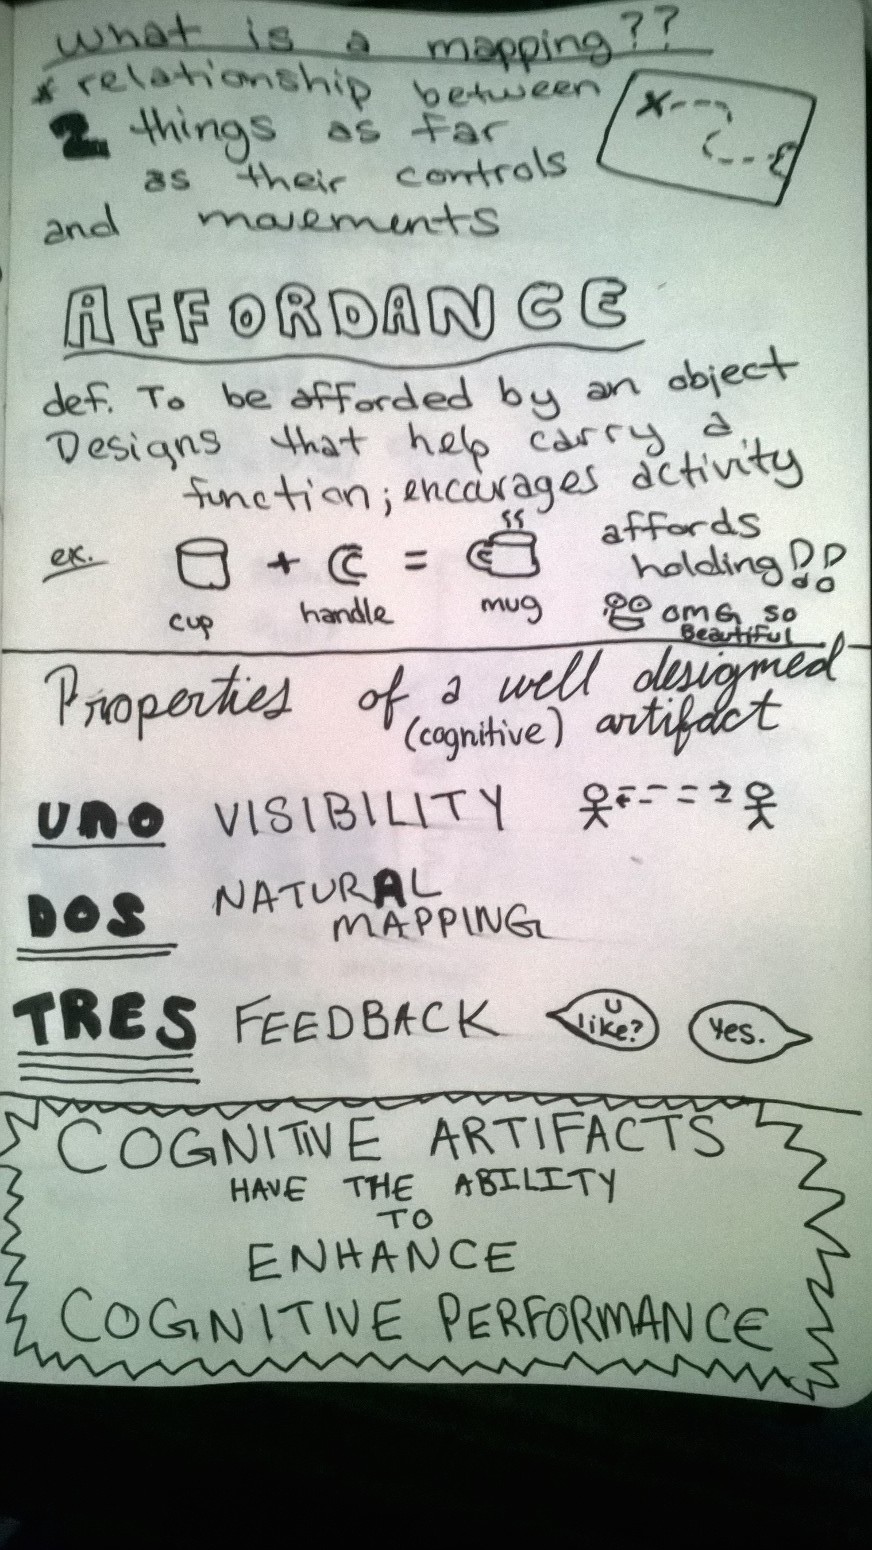 What is a mapping??
* relationship between
2 things as far
as their controls
and movements
AFFORDANCE
def. To be afforded by an object
Designs that help carry a
function; encourages activity
ex. + = affords
holding!!
cup handle mug OMG so
Beautiful
Properties of a well designed
(cognitive) artifact
UNO VISIBILITY
DOS NATURAL
MAPPING
TRES FEEDBACK U
like? Yes.
COGNITIVE ARTIFACTS
HAVE THE ABILITY
TO
ENHANCE
COGNITIVE PERFORMANCE